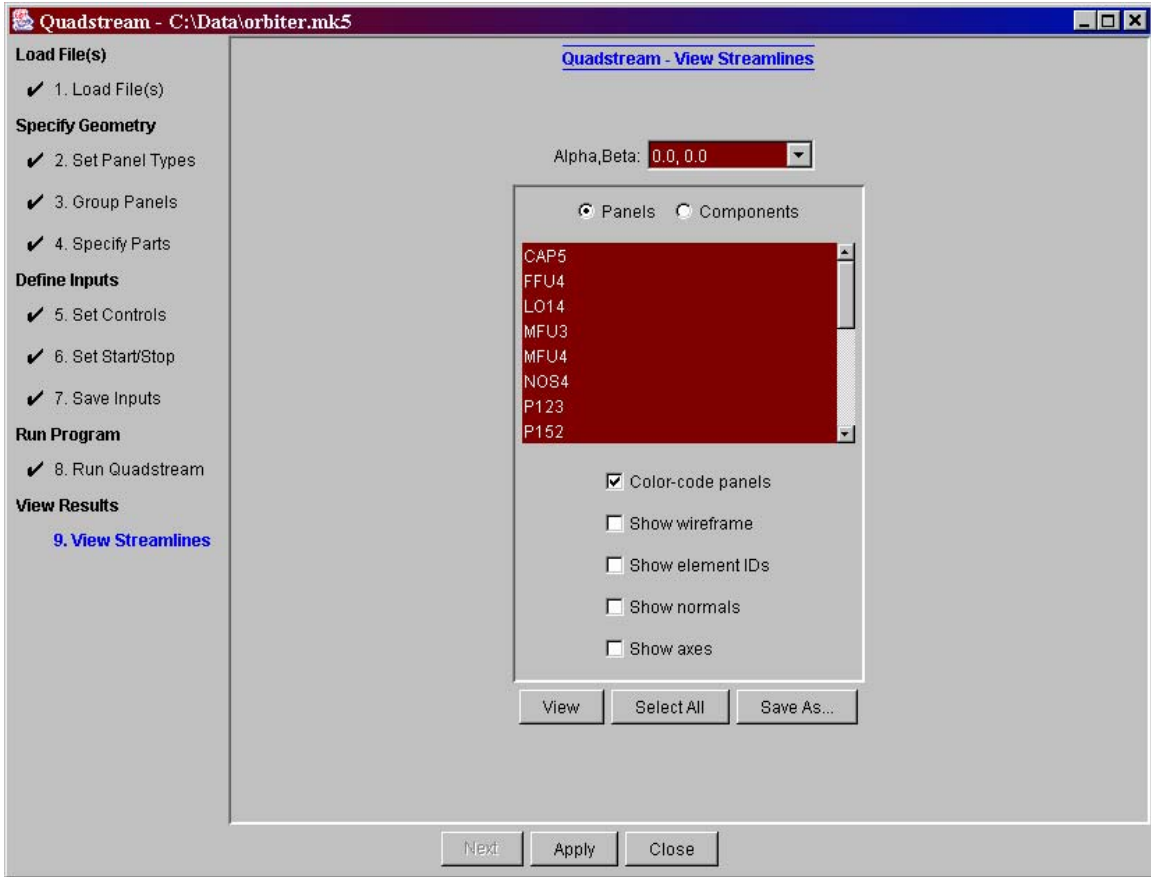 Quadstream - C:\Data\orbiter.mk5
Load File(s)
✔ 1. Load File(s)
Specify Geometry
✔ 2. Set Panel Types
✔ 3. Group Panels
✔ 4. Specify Parts
Define Inputs
✔ 5. Set Controls
✔ 6. Set Start/Stop
✔ 7. Save Inputs
Run Program
✔ 8. Run Quadstream
View Results
9. View Streamlines
Quadstream - View Streamlines
Alpha,Beta: 0.0, 0.0
Panels Components
CAP5
FFU4
LO14
MFU3
MFU4
NOS4
P123
P152
Color-code panels
Show wireframe
Show element IDs
Show normals
Show axes
View Select All Save As...
Next Apply Close